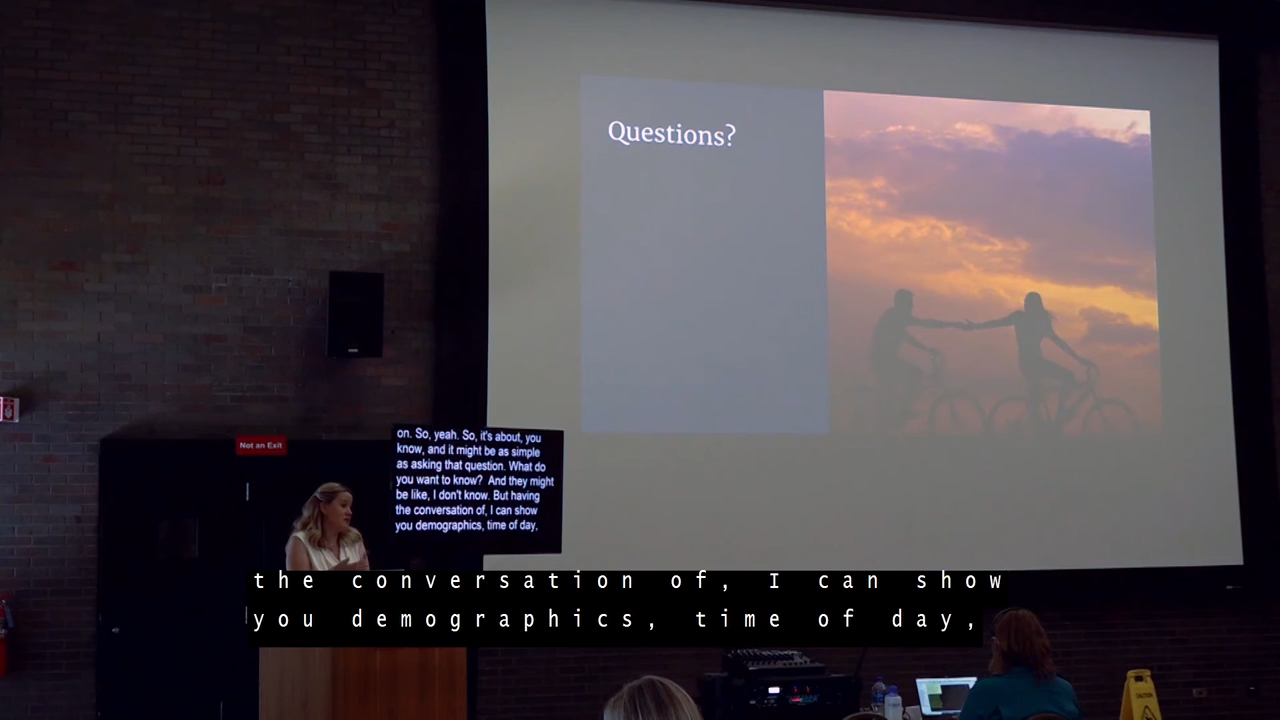 Questions?
Not an Exit
on. So, yeah. So, it's about, you
know, and it might be as simple
as asking that question. What do
you want to know?  And they might
be like, I don't know. But having
the conversation of, I can show
you demographics, time of day,
the conversation of, I can show
you demographics, time of day,
CAUTION